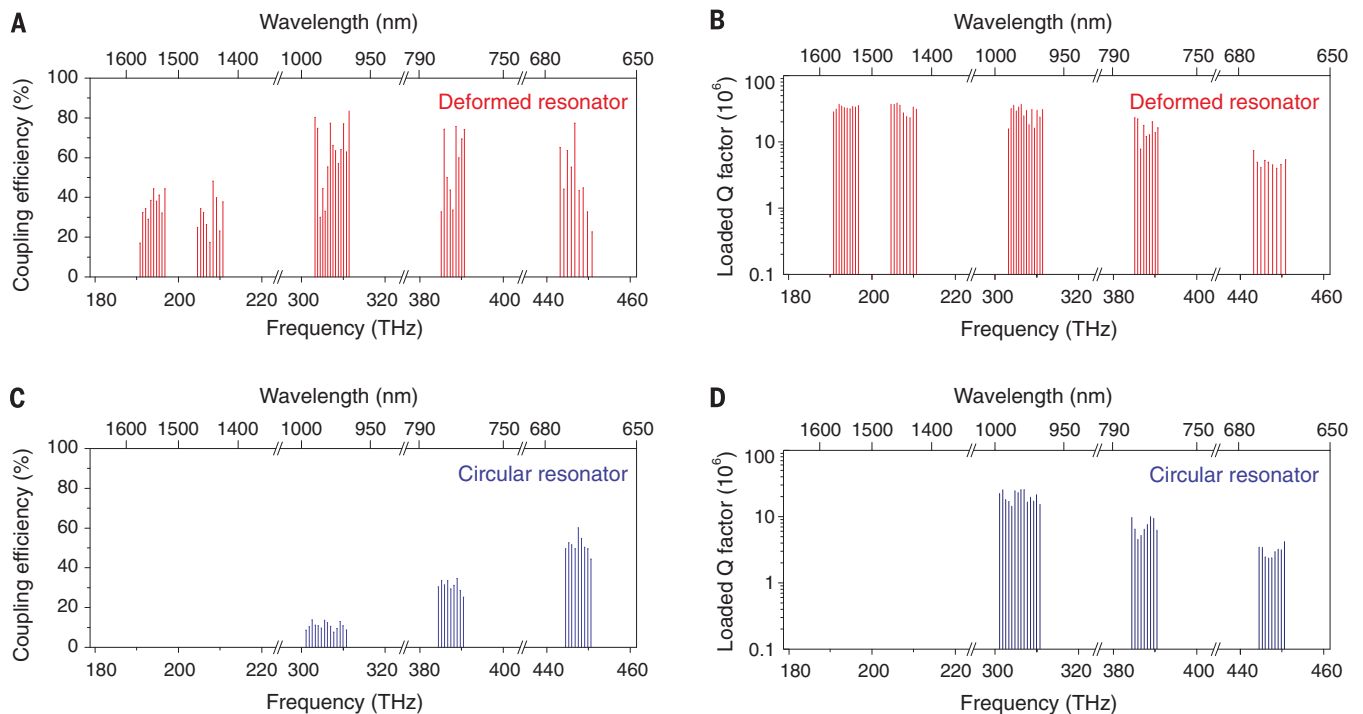 A
Wavelength (nm)
1600 1500 1400 1000 950 790 750 680 650
Coupling efficiency (%)
100
80
60
40
20
0
Deformed resonator
180 200 220 300 320 380 400 440 460
Frequency (THz)
B
Wavelength (nm)
1600 1500 1400 1000 950 790 750 680 650
Loaded Q factor (10⁶)
100
10
1
0.1
Deformed resonator
180 200 220 300 320 380 400 440 460
Frequency (THz)
C
Wavelength (nm)
1600 1500 1400 1000 950 790 750 680 650
Coupling efficiency (%)
100
80
60
40
20
0
Circular resonator
180 200 220 300 320 380 400 440 460
Frequency (THz)
D
Wavelength (nm)
1600 1500 1400 1000 950 790 750 680 650
Loaded Q factor (10⁶)
100
10
1
0.1
Circular resonator
180 200 220 300 320 380 400 440 460
Frequency (THz)